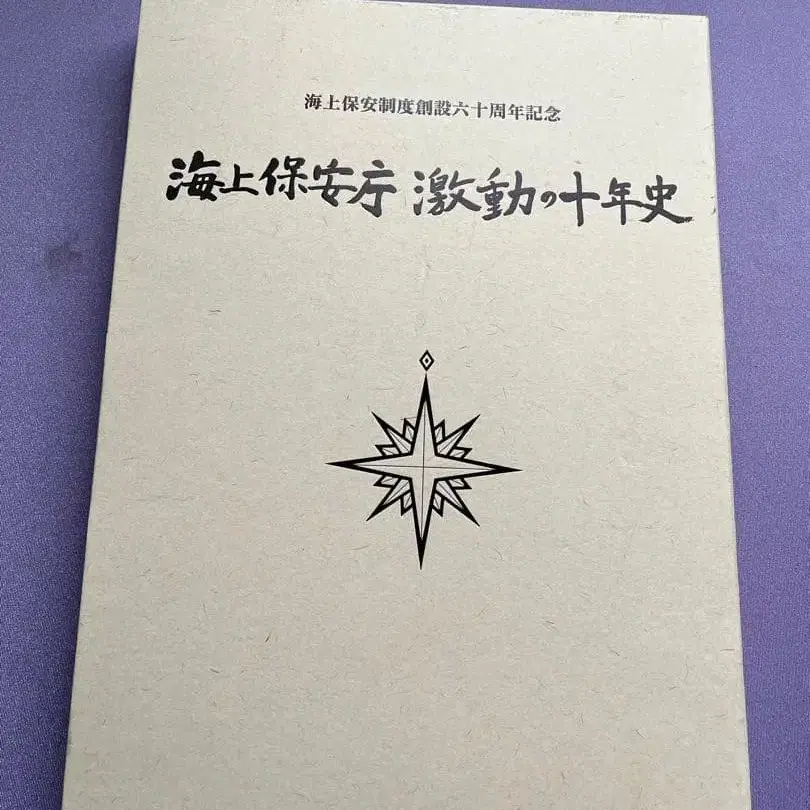 海上保安制度創設六十周年記念
海上保安庁 激動の十年史